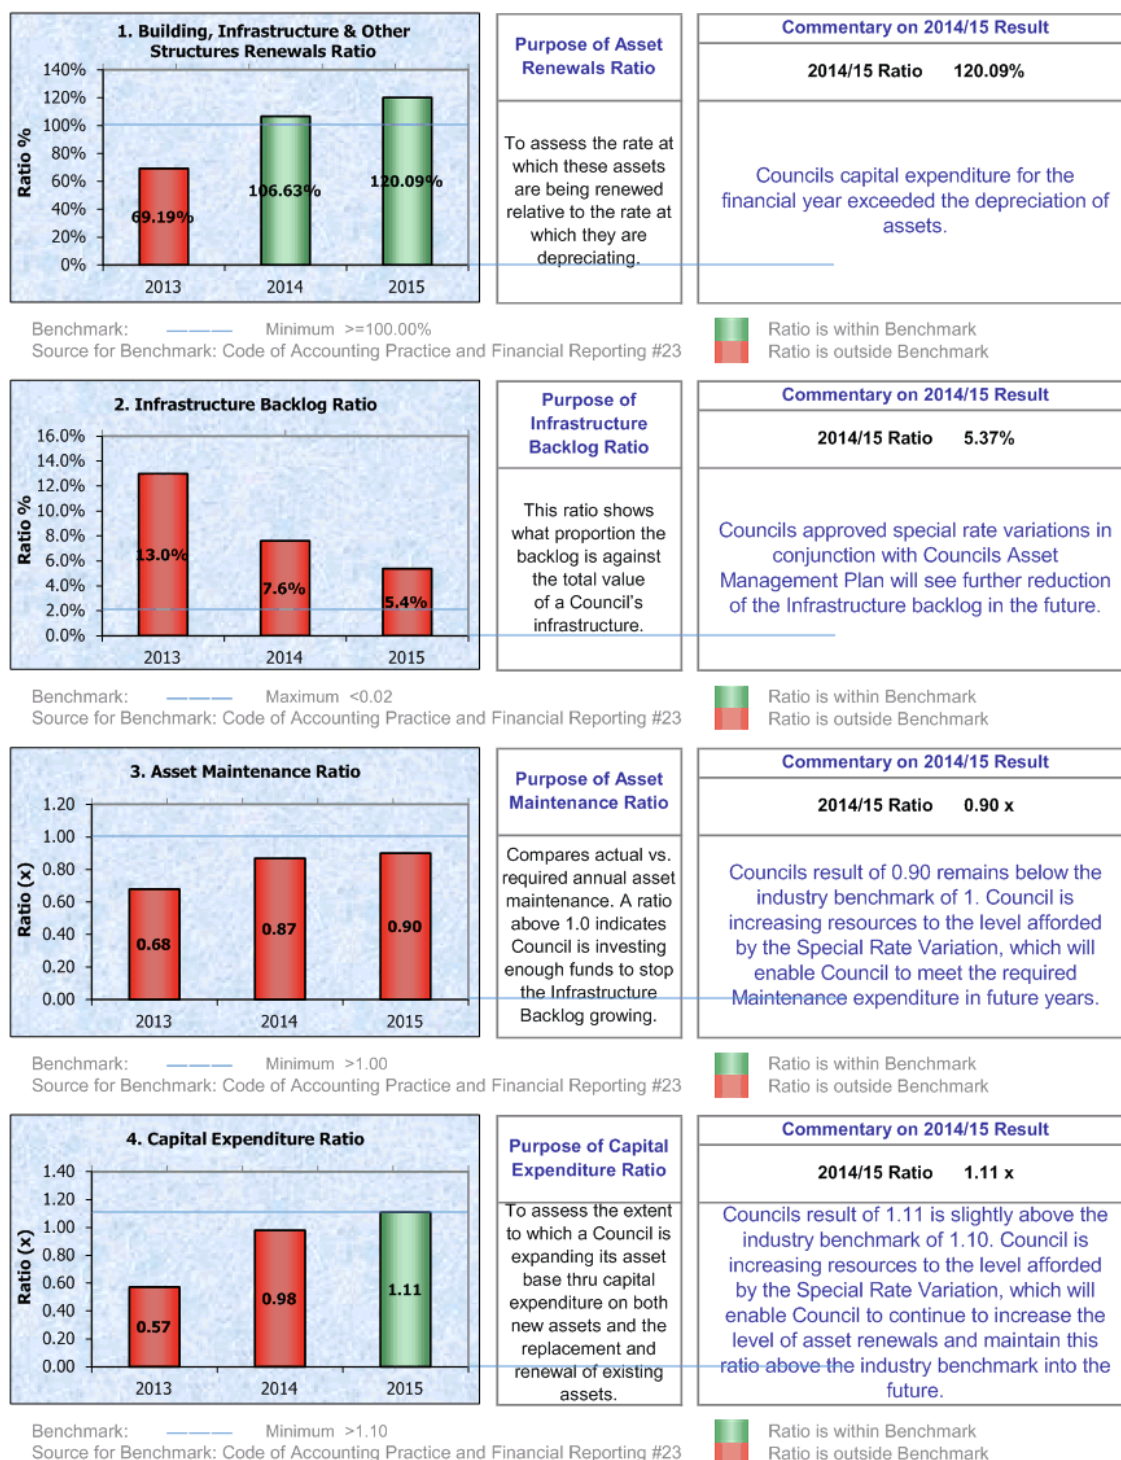 1. Building, Infrastructure & Other
Structures Renewals Ratio
140%
120%
100%
80%
60%
40%
20%
0%
Ratio %
69.19%
106.63%
120.09%
2013
2014
2015
Purpose of Asset
Renewals Ratio
To assess the rate at
which these assets
are being renewed
relative to the rate at
which they are
depreciating.
Commentary on 2014/15 Result
2014/15 Ratio 120.09%
Councils capital expenditure for the
financial year exceeded the depreciation of
assets.
Benchmark: Minimum >=100.00%
Source for Benchmark: Code of Accounting Practice and Financial Reporting #23
Ratio is within Benchmark
Ratio is outside Benchmark
2. Infrastructure Backlog Ratio
16.0%
14.0%
12.0%
10.0%
8.0%
6.0%
4.0%
2.0%
0.0%
Ratio %
13.0%
7.6%
5.4%
2013
2014
2015
Purpose of
Infrastructure
Backlog Ratio
This ratio shows
what proportion the
backlog is against
the total value
of a Council's
infrastructure.
Commentary on 2014/15 Result
2014/15 Ratio 5.37%
Councils approved special rate variations in
conjunction with Councils Asset
Management Plan will see further reduction
of the Infrastructure backlog in the future.
Benchmark: Maximum <0.02
Source for Benchmark: Code of Accounting Practice and Financial Reporting #23
Ratio is within Benchmark
Ratio is outside Benchmark
3. Asset Maintenance Ratio
1.20
1.00
0.80
0.60
0.40
0.20
0.00
Ratio (x)
0.68
0.87
0.90
2013
2014
2015
Purpose of Asset
Maintenance Ratio
Compares actual vs.
required annual asset
maintenance. A ratio
above 1.0 indicates
Council is investing
enough funds to stop
the Infrastructure
Backlog growing.
Commentary on 2014/15 Result
2014/15 Ratio 0.90 x
Councils result of 0.90 remains below the
industry benchmark of 1. Council is
increasing resources to the level afforded
by the Special Rate Variation, which will
enable Council to meet the required
Maintenance expenditure in future years.
Benchmark: Minimum >1.00
Source for Benchmark: Code of Accounting Practice and Financial Reporting #23
Ratio is within Benchmark
Ratio is outside Benchmark
4. Capital Expenditure Ratio
1.40
1.20
1.00
0.80
0.60
0.40
0.20
0.00
Ratio (x)
0.57
0.98
1.11
2013
2014
2015
Purpose of Capital
Expenditure Ratio
To assess the extent
to which a Council is
expanding its asset
base thru capital
expenditure on both
new assets and the
replacement and
renewal of existing
assets.
Commentary on 2014/15 Result
2014/15 Ratio 1.11 x
Councils result of 1.11 is slightly above the
industry benchmark of 1.10. Council is
increasing resources to the level afforded
by the Special Rate Variation, which will
enable Council to continue to increase the
level of asset renewals and maintain this
ratio above the industry benchmark into the
future.
Benchmark: Minimum >1.10
Source for Benchmark: Code of Accounting Practice and Financial Reporting #23
Ratio is within Benchmark
Ratio is outside Benchmark